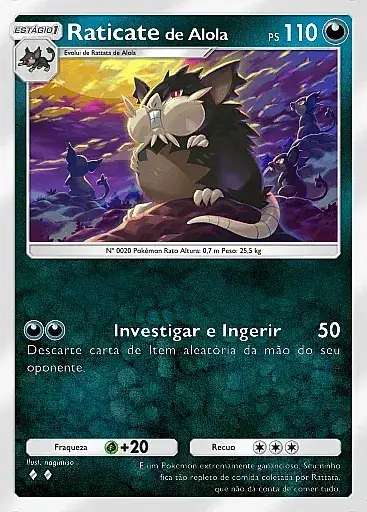 ESTÁGIO 1
Raticate de Alola
PS 110
Evolui de Rattata de Alola
N° 0020 Pokémon Rato Altura: 0,7 m Peso: 25.5 kg
Investigar e Ingerir 50
Descarte carta de Item aleatória da mão do seu
oponente.
Fraqueza +20
Recuo
Ilust. nagimiso
É um Pokémon extremamente ganancioso. Seu ninho
fica tão repleto de comida coletada por Rattata,
que não dá conta de comer tudo.